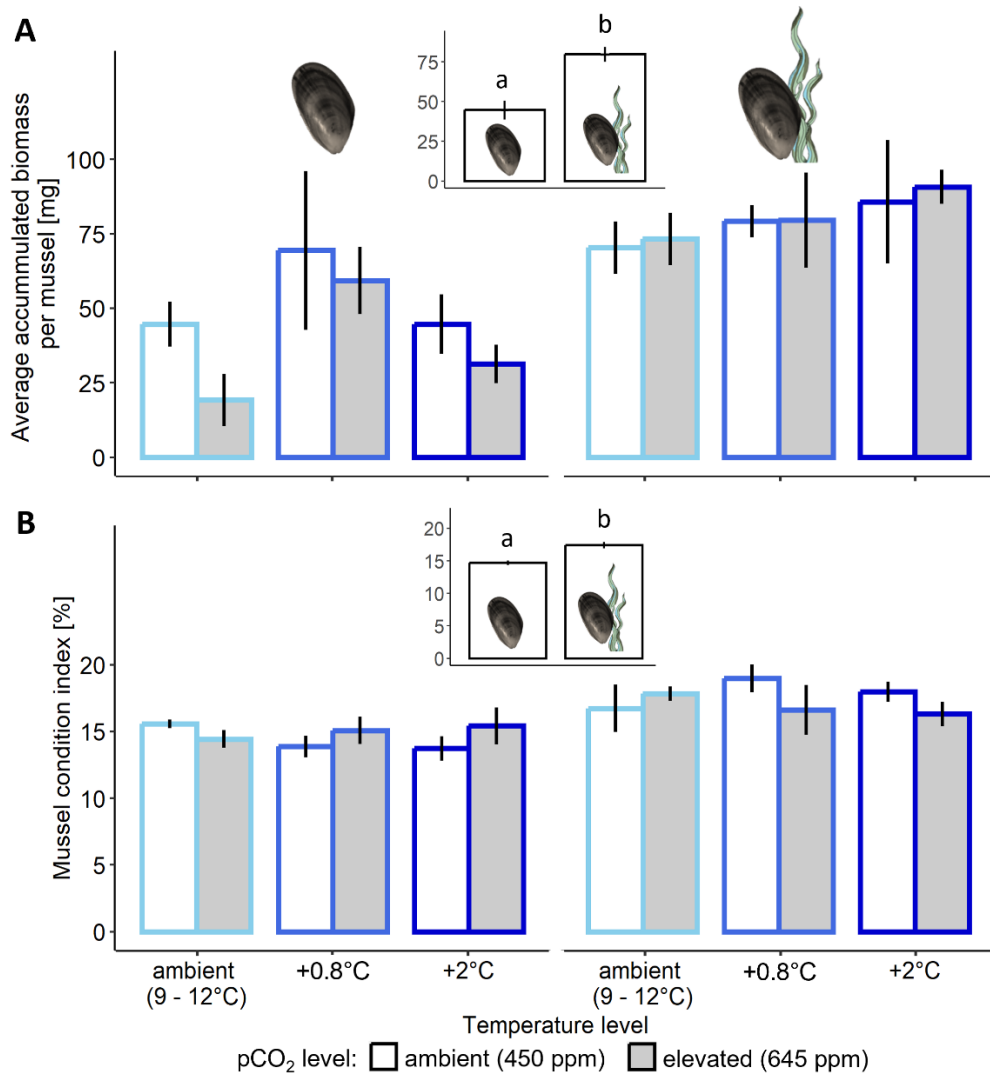 A
Average accummulated biomass
per mussel [mg]
100
75
50
25
0
75
50
25
0
a
b
B
Mussel condition index [%]
20
15
10
5
0
20
15
10
5
0
a
b
ambient
(9 - 12°C)
+0.8°C
+2°C
ambient
(9 - 12°C)
+0.8°C
+2°C
Temperature level
pCO₂ level: ambient (450 ppm) elevated (645 ppm)